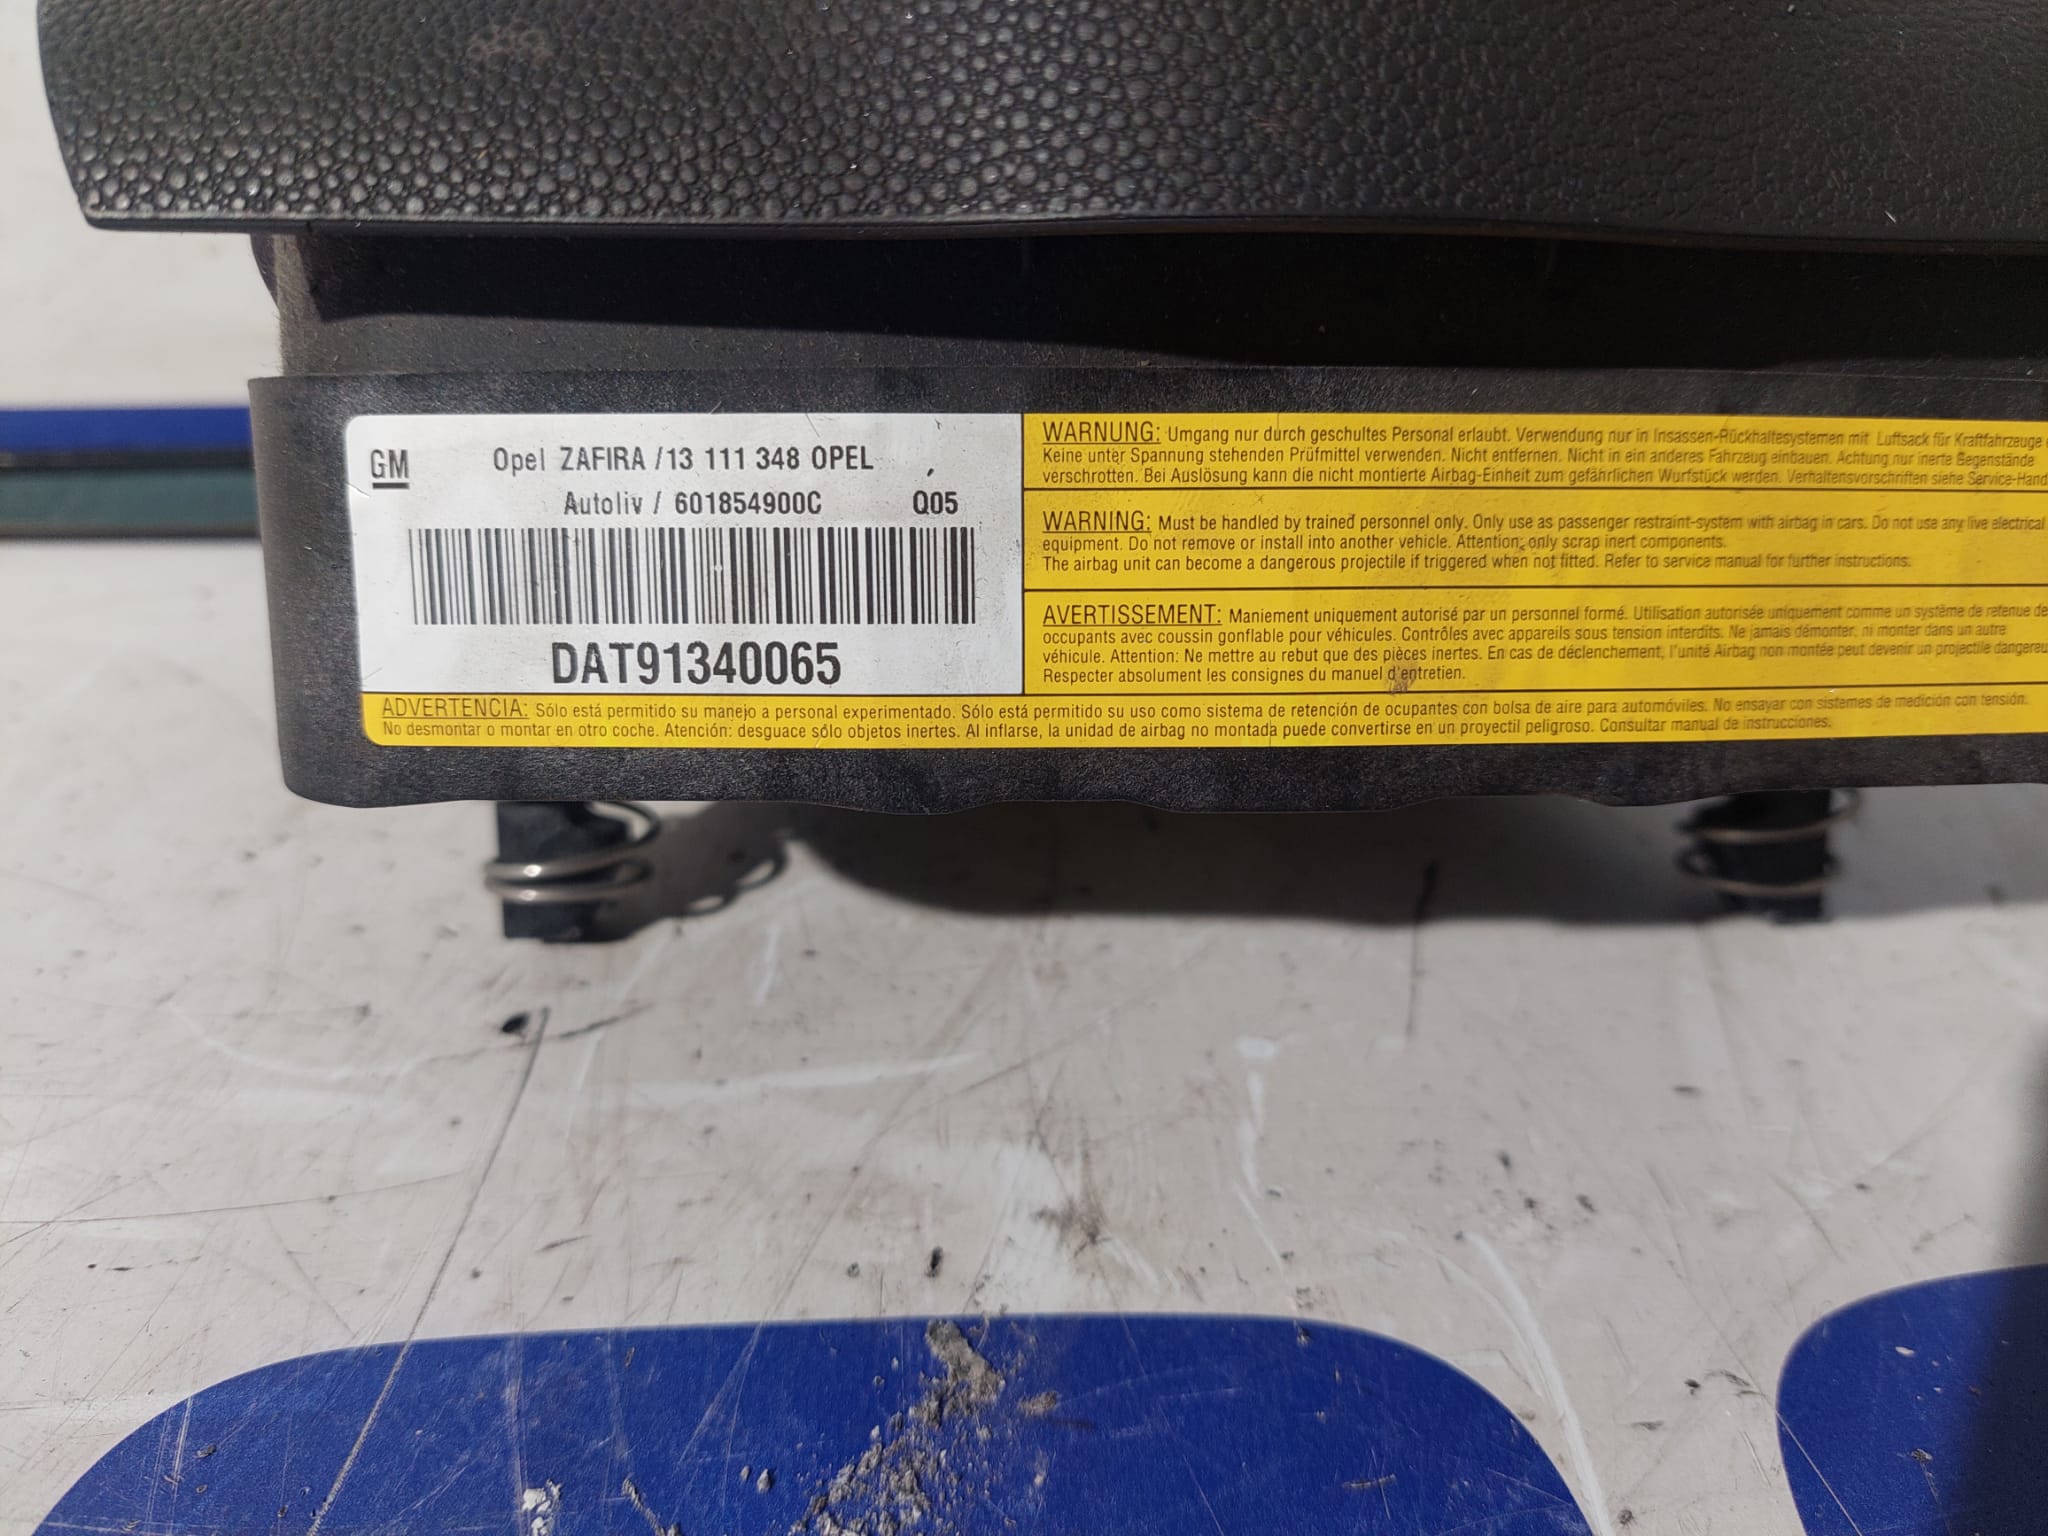 GM
Opel ZAFIRA /13 111 348 OPEL
Autoliv / 601854900C Q05
DAT91340065
WARNUNG: Umgang nur durch geschultes Personal erlaubt. Verwendung nur in Insassen-Rückhaltesystemen mit Luftsack für Kraftfahrzeuge
Keine unter Spannung stehenden Prüfmittel verwenden. Nicht entfernen. Nicht in ein anderes Fahrzeug einbauen. Achtung nur inerte Gegenstände
verschrotten. Bei Auslösung kann die nicht montierte Airbag-Einheit zum gefährlichen Wurfstück werden. Verhaltensvorschriften siehe Service-Hand
WARNING: Must be handled by trained personnel only. Only use as passenger restraint-system with airbag in cars. Do not use any live electrical
equipment. Do not remove or install into another vehicle. Attention: only scrap inert components.
The airbag unit can become a dangerous projectile if triggered when not fitted. Refer to service manual for further instructions.
AVERTISSEMENT: Maniement uniquement autorisé par un personnel formé. Utilisation autorisée uniquement comme un système de retenue de
occupants avec coussin gonflable pour véhicules. Contrôles avec appareils sous tension interdits. Ne jamais démonter, ni monter dans un autre
véhicule. Attention: Ne mettre au rebut que des pièces inertes. En cas de déclenchement, l'unité Airbag non montée peut devenir un projectile dangereu
Respecter absolument les consignes du manuel d'entretien.
ADVERTENCIA: Sólo está permitido su manejo a personal experimentado. Sólo está permitido su uso como sistema de retención de ocupantes con bolsa de aire para automóviles. No ensayar con sistemas de medición con tensión.
No desmontar o montar en otro coche. Atención: desguace sólo objetos inertes. Al inflarse, la unidad de airbag no montada puede convertirse en un proyectil peligroso. Consultar manual de instrucciones.